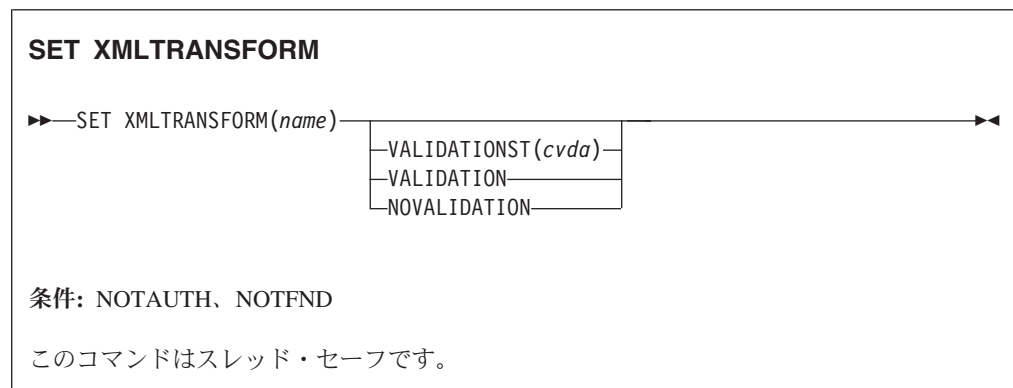 SET XMLTRANSFORM
SET XMLTRANSFORM(name)
VALIDATIONST(cvda)
VALIDATION
NOVALIDATION
条件: NOTAUTH、NOTFND
このコマンドはスレッド・セーフです。